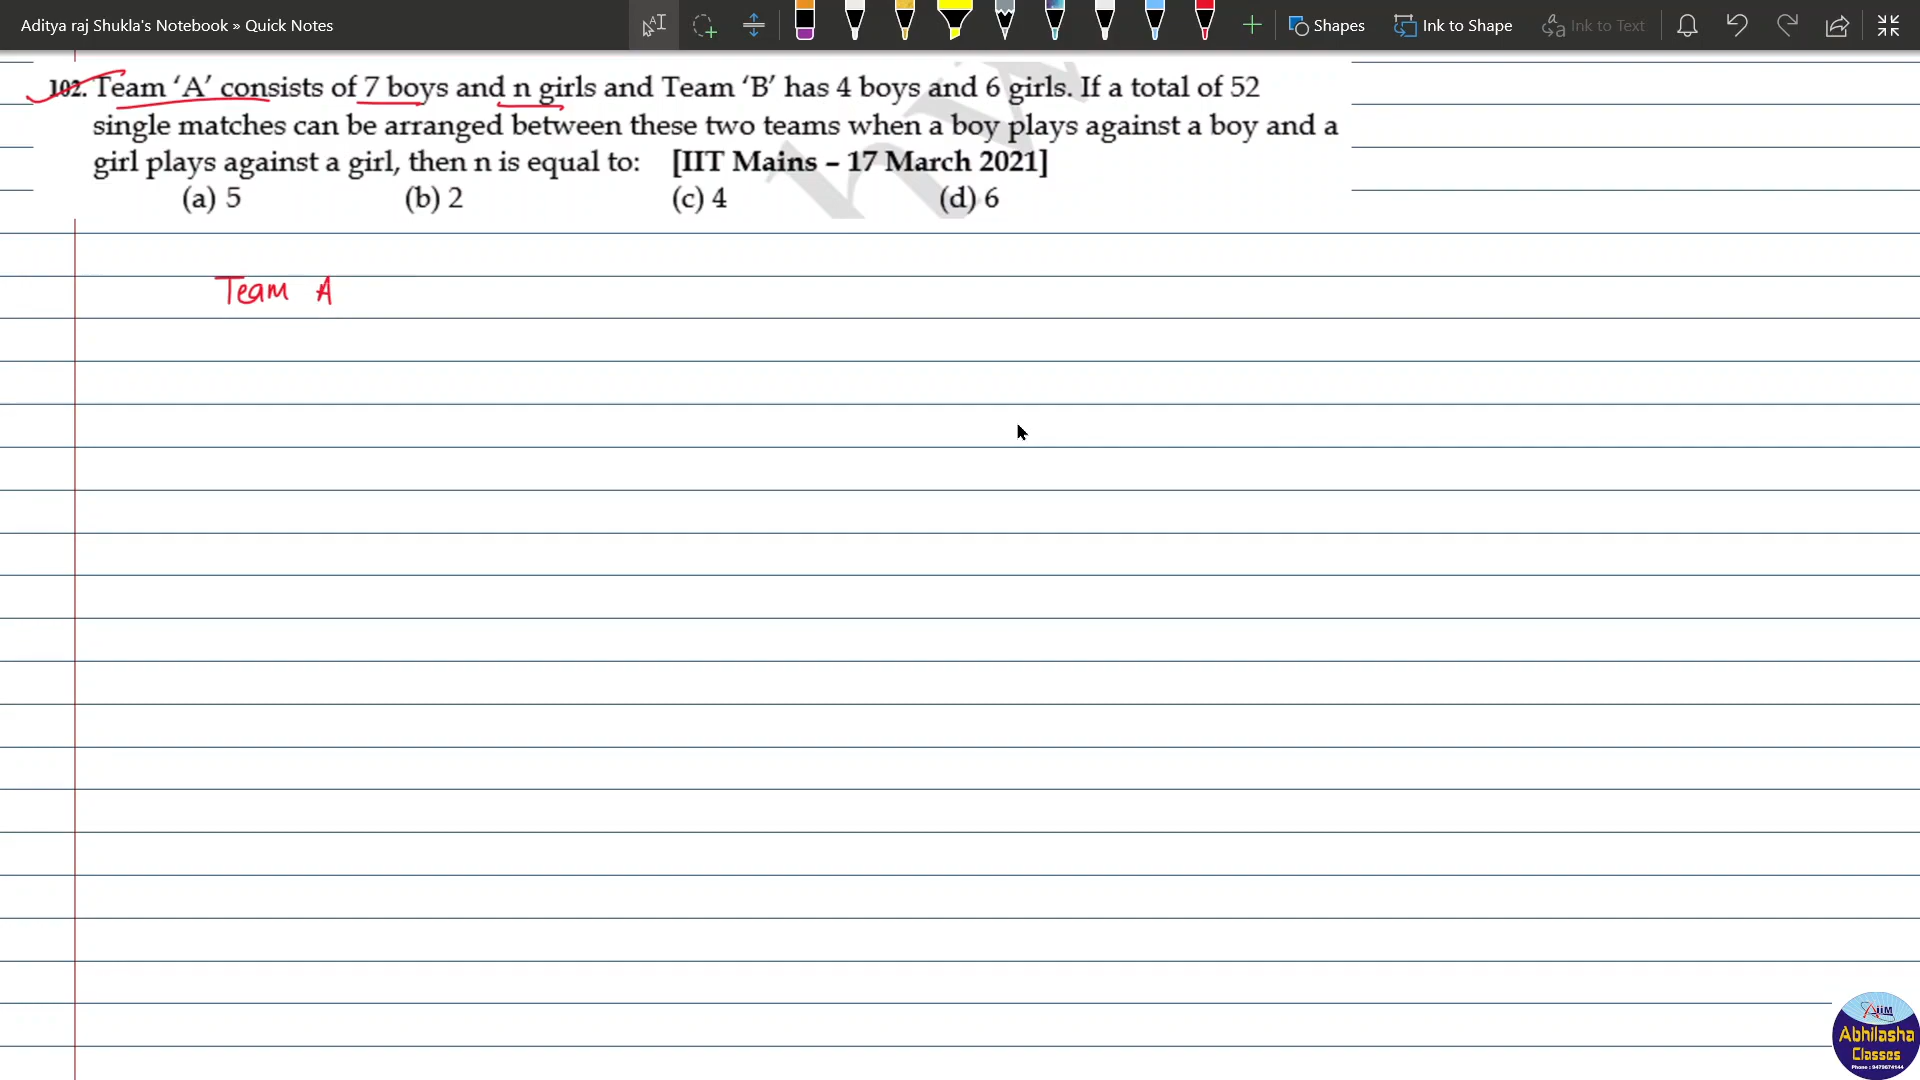 Aditya raj Shukla's Notebook » Quick Notes
Shapes
Ink to Shape
Ink to Text
102. Team ‘A’ consists of 7 boys and n girls and Team ‘B’ has 4 boys and 6 girls. If a total of 52
single matches can be arranged between these two teams when a boy plays against a boy and a
girl plays against a girl, then n is equal to: [IIT Mains – 17 March 2021]
(a) 5 (b) 2 (c) 4 (d) 6
Team A
AiiM
Abhilasha
Classes
Phone : 9479674144